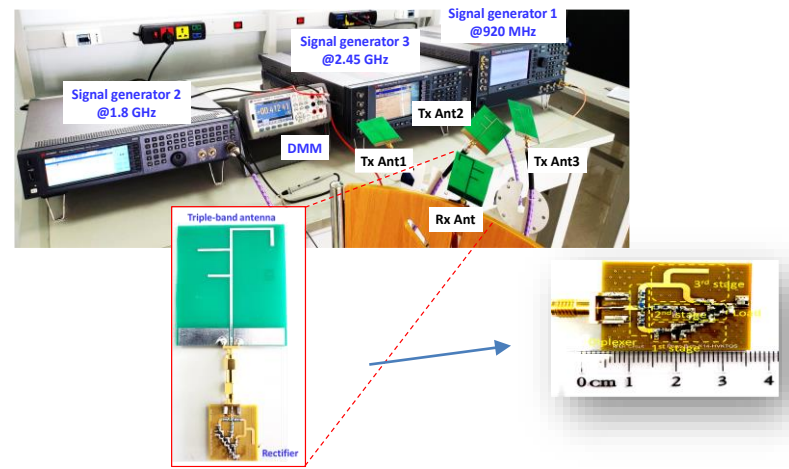 Signal generator 1
@920 MHz
Signal generator 3
@2.45 GHz
Signal generator 2
@1.8 GHz
DMM
Tx Ant2
Tx Ant1
Tx Ant3
Rx Ant
Triple-band antenna
Rectifier
3rd stage
2nd stage
Load
1st stage
0 cm 1 2 3 4